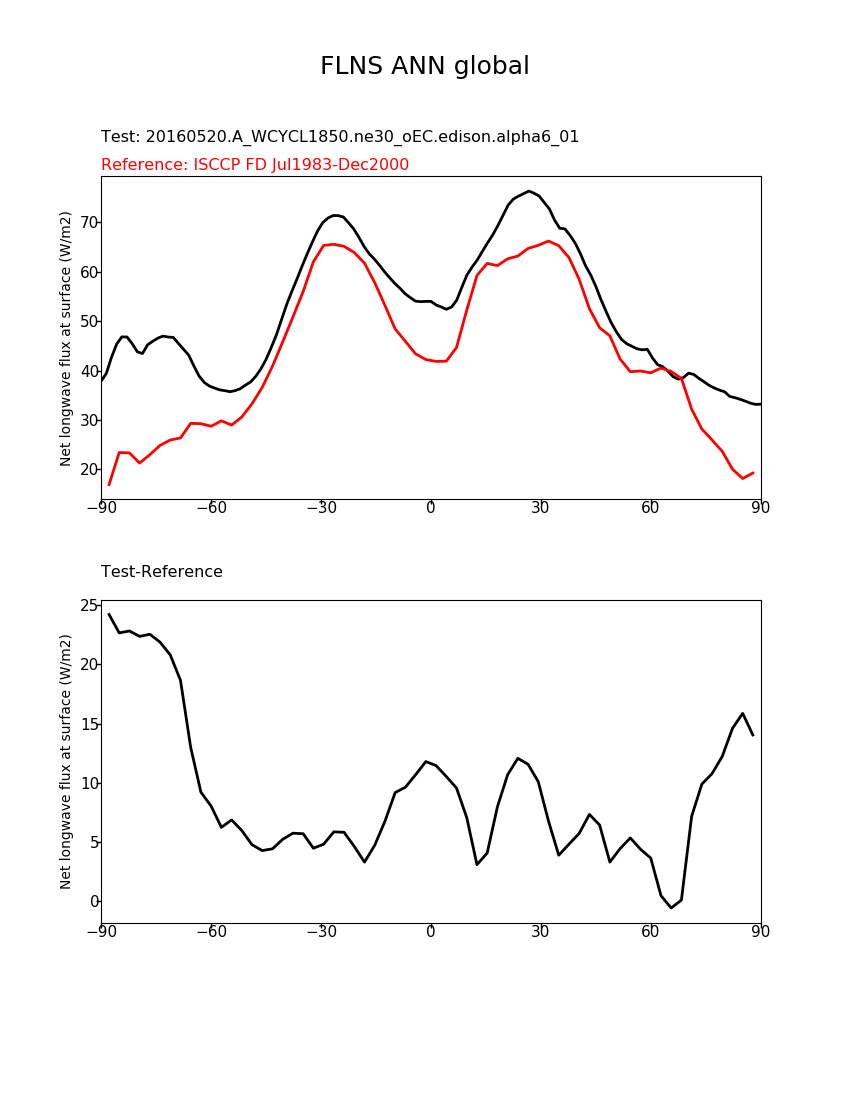 FLNS ANN global
Test: 20160520.A_WCYCL1850.ne30_oEC.edison.alpha6_01
Reference: ISCCP FD Jul1983-Dec2000
Net longwave flux at surface (W/m2)
70
60
50
40
30
20
−90 −60 −30 0 30 60 90
Test-Reference
Net longwave flux at surface (W/m2)
25
20
15
10
5
0
−90 −60 −30 0 30 60 90